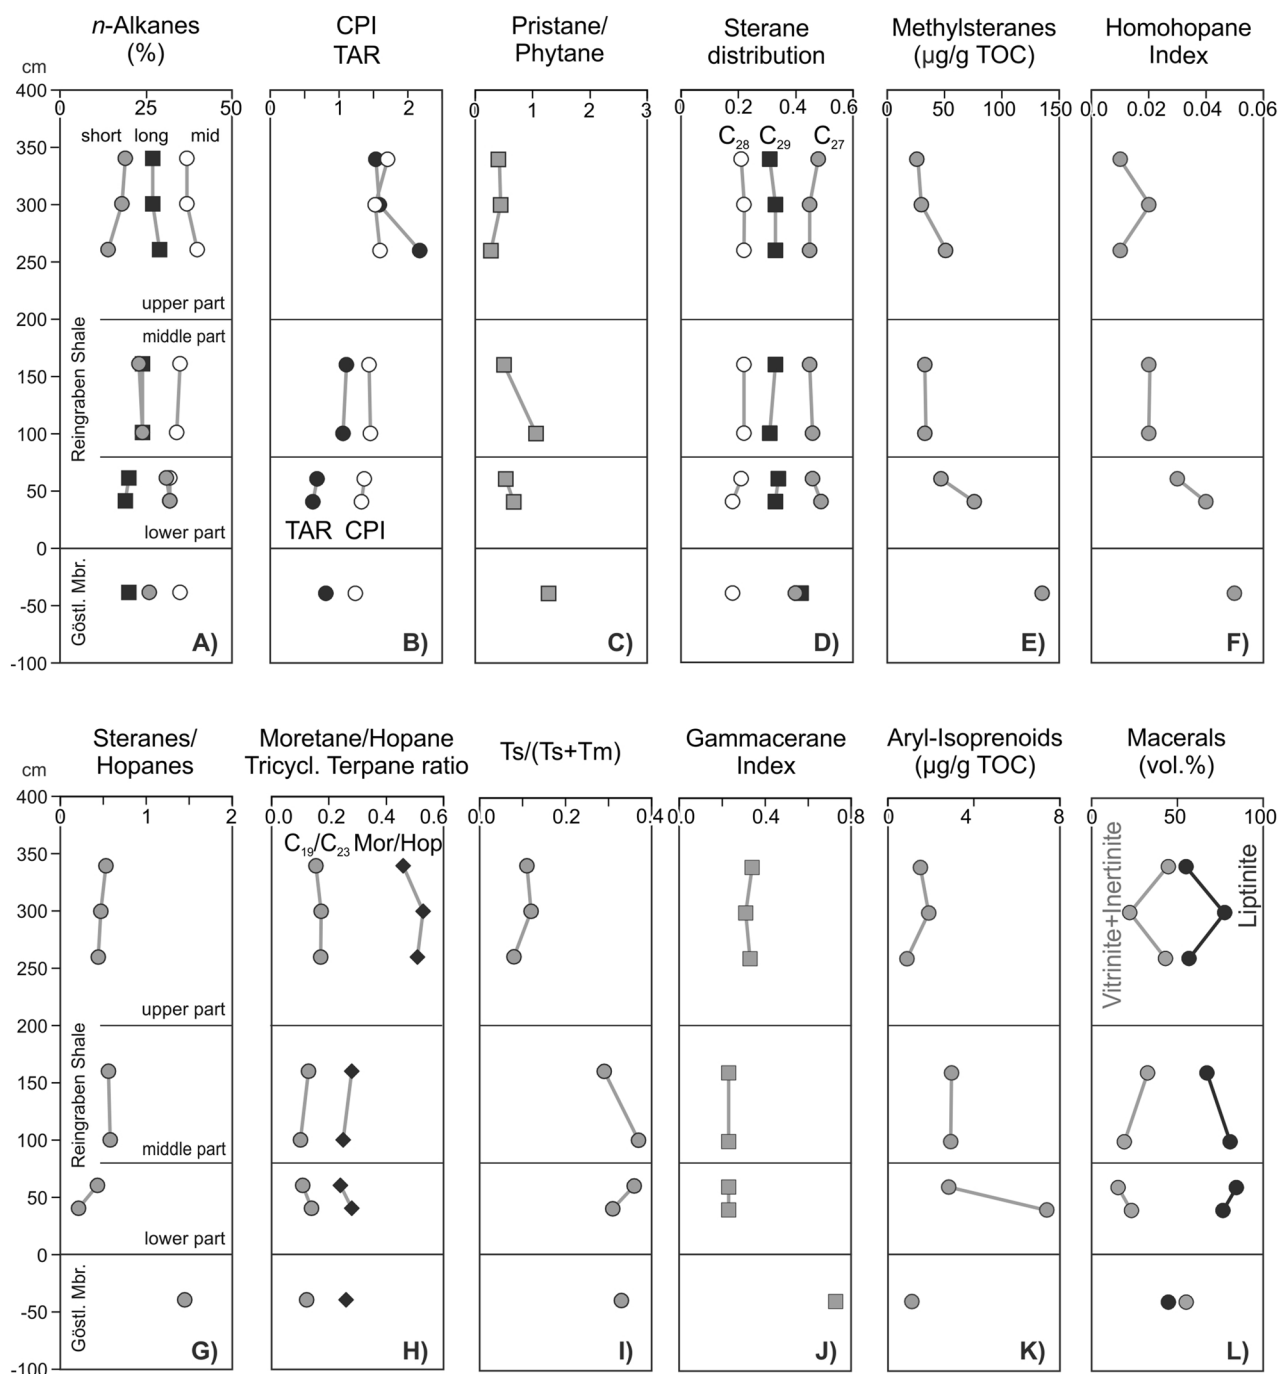 n-Alkanes CPI Pristane/ Sterane Methylsteranes Homohopane
(%) TAR Phytane distribution (µg/g TOC) Index
cm
400
0 25 50 0 1 2 0 1 2 3 0 0.2 0.4 0.6 0 50 100 150 0.0 0.02 0.04 0.06
short long mid C28 C29 C27
350
300
250
upper part
200
middle part
Reingraben Shale
150
100
50
TAR CPI
lower part
0
Göstl. Mbr.
-50
A) B) C) D) E) F)
-100
Steranes/ Moretane/Hopane Ts/(Ts+Tm) Gammacerane Aryl-Isoprenoids Macerals
Hopanes Tricycl. Terpane ratio Index (µg/g TOC) (vol.%)
cm
400
0 1 2 0.0 0.2 0.4 0.6 0.0 0.2 0.4 0.0 0.4 0.8 0 4 8 0 50 100
C19/C23 Mor/Hop
350
Vitrinite+Inertinite
Liptinite
300
250
upper part
200
Reingraben Shale
150
100
middle part
50
lower part
0
Göstl. Mbr.
-50
G) H) I) J) K) L)
-100